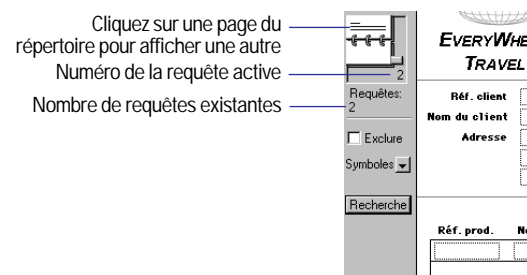 Cliquez sur une page du
répertoire pour afficher une autre
Numéro de la requête active
Nombre de requêtes existantes
2
Requêtes:
2
Exclure
Symboles
Recherche
EVERYWHE
TRAVEL
Réf. client
Nom du client
Adresse
Réf. prod.